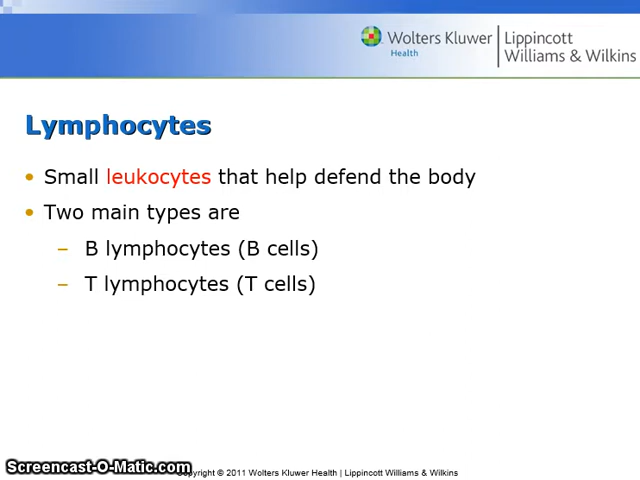 Wolters Kluwer
Health
Lippincott
Williams & Wilkins
Lymphocytes
• Small leukocytes that help defend the body
• Two main types are
– B lymphocytes (B cells)
– T lymphocytes (T cells)
Screencast-O-Matic.com
Copyright © 2011 Wolters Kluwer Health | Lippincott Williams & Wilkins